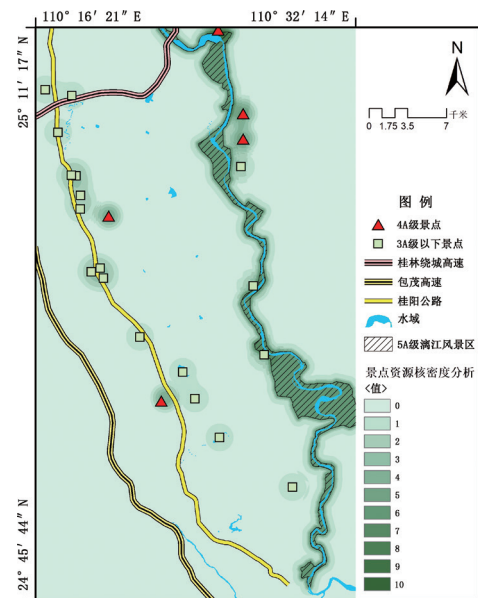 110° 16′ 21″ E
110° 32′ 14″ E
25° 11′ 17″ N
24° 45′ 44″ N
N
千米
0 1.75 3.5 7
图 例
4A级景点
3A级以下景点
桂林绕城高速
包茂高速
桂阳公路
水域
5A级漓江风景区
景点资源核密度分析
<值>
0
1
2
3
4
5
6
7
8
9
10